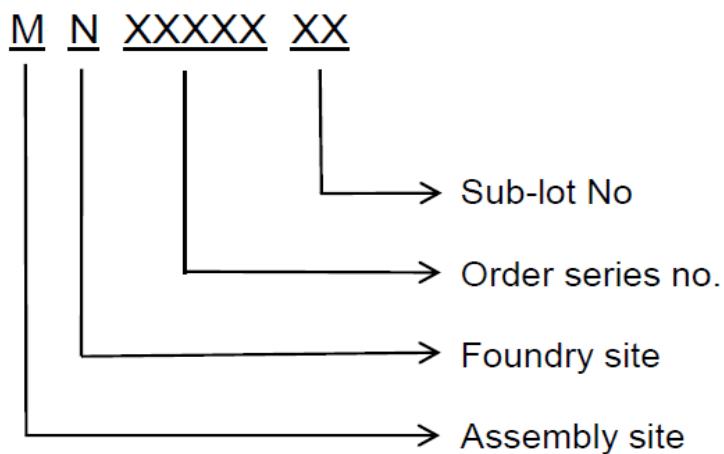 M N XXXXX XX
Sub-lot No
Order series no.
Foundry site
Assembly site